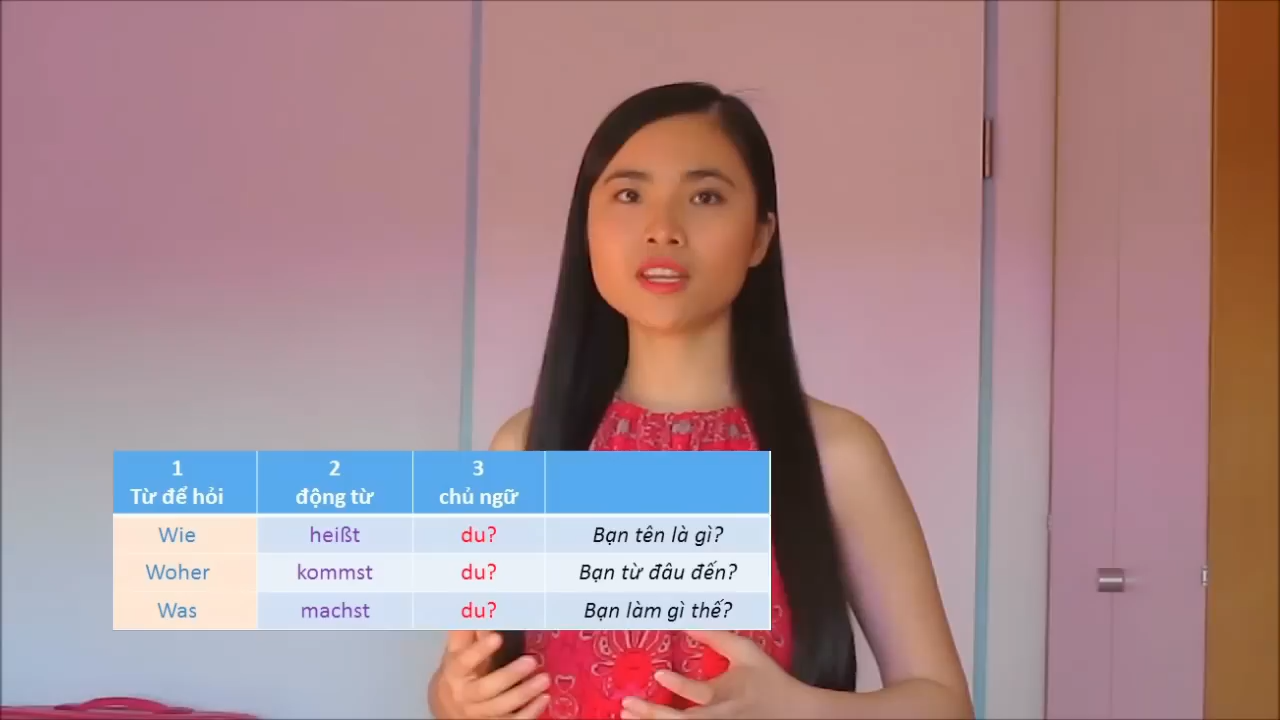 1 2 3
Từ để hỏi động từ chủ ngữ
Wie heißt du? Bạn tên là gì?
Woher kommst du? Bạn từ đâu đến?
Was machst du? Bạn làm gì thế?